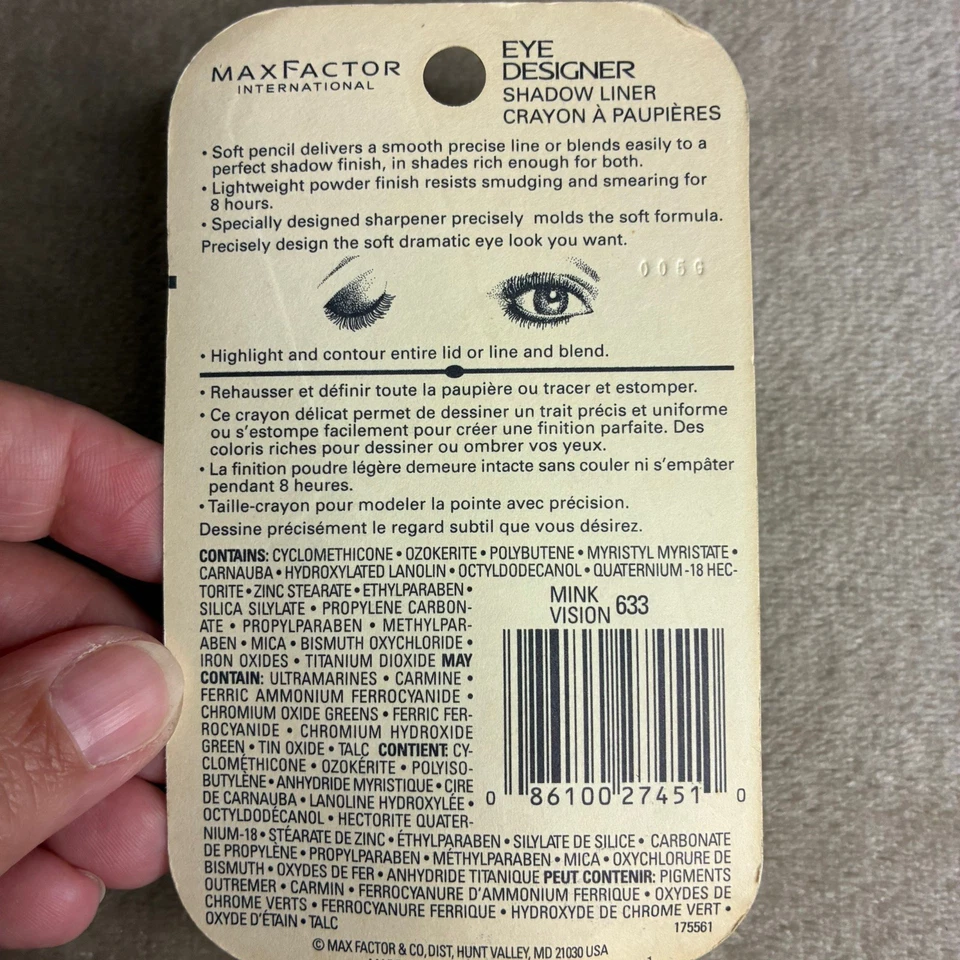 MAXFACTOR
INTERNATIONAL
EYE
DESIGNER
SHADOW LINER
CRAYON À PAUPIÈRES
• Soft pencil delivers a smooth precise line or blends easily to a
perfect shadow finish, in shades rich enough for both.
• Lightweight powder finish resists smudging and smearing for
8 hours.
• Specially designed sharpener precisely molds the soft formula.
Precisely design the soft dramatic eye look you want.
005G
• Highlight and contour entire lid or line and blend.
• Rehausser et définir toute la paupière ou tracer et estomper.
• Ce crayon délicat permet de dessiner un trait précis et uniforme
ou s'estompe facilement pour créer une finition parfaite. Des
coloris riches pour dessiner ou ombrer vos yeux.
• La finition poudre légère demeure intacte sans couler ni s'empâter
pendant 8 heures.
• Taille-crayon pour modeler la pointe avec précision.
Dessine précisément le regard subtil que vous désirez.
CONTAINS: CYCLOMETHICONE • OZOKERITE • POLYBUTENE • MYRISTYL MYRISTATE •
CARNAUBA • HYDROXYLATED LANOLIN • OCTYLDODECANOL • QUATERNIUM-18 HEC-
TORITE • ZINC STEARATE • ETHYLPARABEN •
SILICA SILYLATE • PROPYLENE CARBON-
ATE • PROPYLPARABEN • METHYLPAR-
ABEN • MICA • BISMUTH OXYCHLORIDE •
IRON OXIDES • TITANIUM DIOXIDE MAY
CONTAIN: ULTRAMARINES • CARMINE •
FERRIC AMMONIUM FERROCYANIDE •
CHROMIUM OXIDE GREENS • FERRIC FER-
ROCYANIDE • CHROMIUM HYDROXIDE
GREEN • TIN OXIDE • TALC CONTIENT: CY-
CLOMÉTHICONE • OZOKÉRITE • POLYISO-
BUTYLÈNE • ANHYDRIDE MYRISTIQUE • CIRE
DE CARNAUBA • LANOLINE HYDROXYLÉE •
OCTYLDODÉCANOL • HECTORITE QUATER-
NIUM-18 • STÉARATE DE ZINC • ÉTHYLPARABEN • SILYLATE DE SILICE • CARBONATE
DE PROPYLÈNE • PROPYLPARABEN • MÉTHYLPARABEN • MICA • OXYCHLORURE DE
BISMUTH • OXYDES DE FER • ANHYDRIDE TITANIQUE PEUT CONTENIR: PIGMENTS
OUTREMER • CARMIN • FERROCYANURE D'AMMONIUM FERRIQUE • OXYDES DE
CHROME VERTS • FERROCYANURE FERRIQUE • HYDROXYDE DE CHROME VERT •
OXYDE D'ÉTAIN • TALC
175561
MINK
VISION 633
0 86100 27451 0
© MAX FACTOR & CO, DIST, HUNT VALLEY, MD 21030 USA